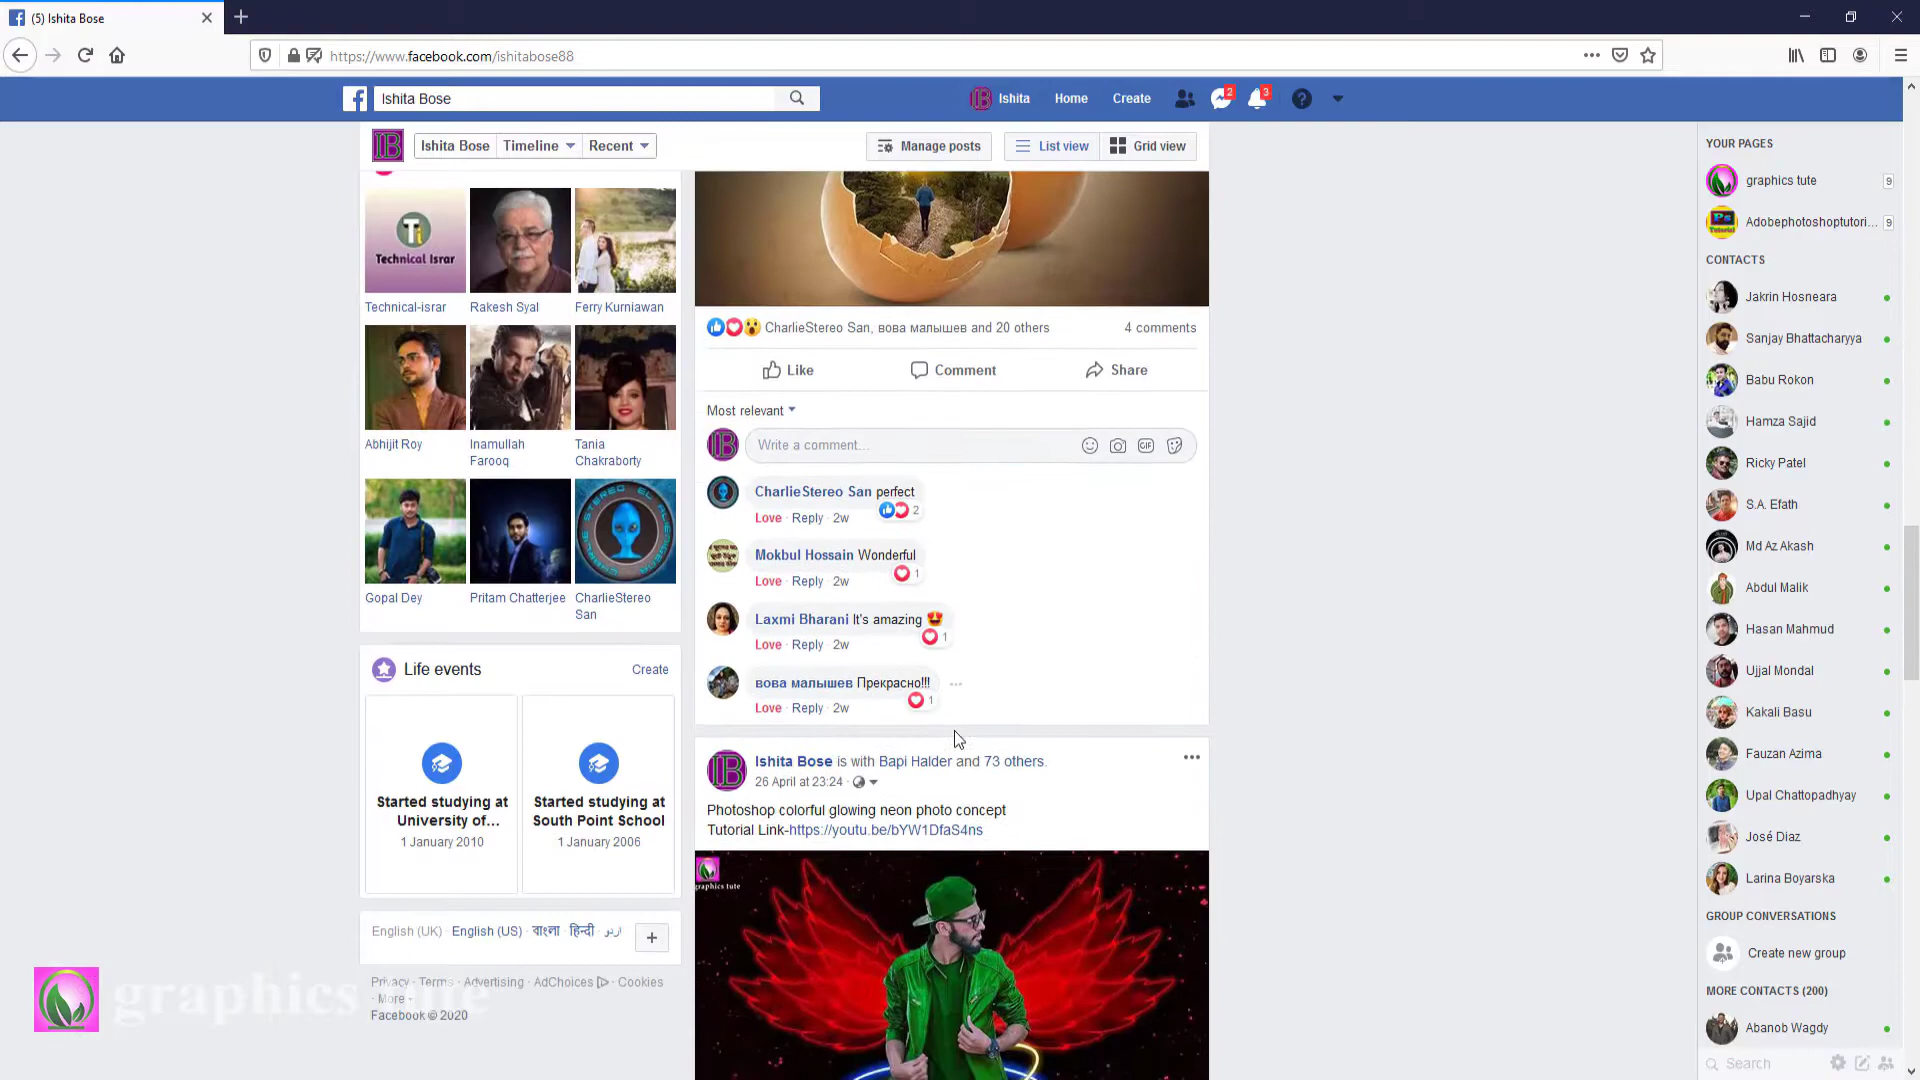 (5) Ishita Bose
https://www.facebook.com/ishitabose88
Ishita Bose
Ishita
Home
Create
2
3
Ishita Bose
Timeline
Recent
Manage posts
List view
Grid view
Ti
Technical Israr
Technical-israr
Rakesh Syal
Ferry Kurniawan
Abhijit Roy
Inamullah
Farooq
Tania
Chakraborty
Gopal Dey
Pritam Chatterjee
CharlieStereo
San
Life events
Create
Started studying at
University of...
1 January 2010
Started studying at
South Point School
1 January 2006
English (UK) · English (US) · বাংলা · हिन्दी · اردو
Privacy · Terms · Advertising · AdChoices · Cookies
· More ·
Facebook © 2020
graphics tute
CharlieStereo San, вова малышев and 20 others
4 comments
Like
Comment
Share
Most relevant
Write a comment...
GIF
CharlieStereo San perfect
2
Love · Reply · 2w
Mokbul Hossain Wonderful
1
Love · Reply · 2w
Laxmi Bharani It's amazing 😍
1
Love · Reply · 2w
вова малышев Прекрасно!!!
1
Love · Reply · 2w
Ishita Bose is with Bapi Halder and 73 others.
26 April at 23:24
Photoshop colorful glowing neon photo concept
Tutorial Link-https://youtu.be/bYW1DfaS4ns
graphics tute
YOUR PAGES
graphics tute
9
Adobephotoshoptutori...
9
CONTACTS
Jakrin Hosneara
Sanjay Bhattacharyya
Babu Rokon
Hamza Sajid
Ricky Patel
S.A. Efath
Md Az Akash
Abdul Malik
Hasan Mahmud
Ujjal Mondal
Kakali Basu
Fauzan Azima
Upal Chattopadhyay
José Diaz
Larina Boyarska
GROUP CONVERSATIONS
Create new group
MORE CONTACTS (200)
Abanob Wagdy
Search